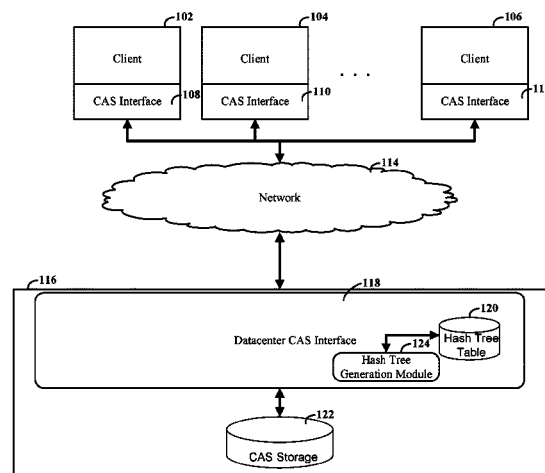 102
104
106
Client
Client
Client
. . .
CAS Interface
108
CAS Interface
110
CAS Interface
11
114
Network
116
118
120
Datacenter CAS Interface
124
Hash Tree
Table
Hash Tree
Generation Module
122
CAS Storage